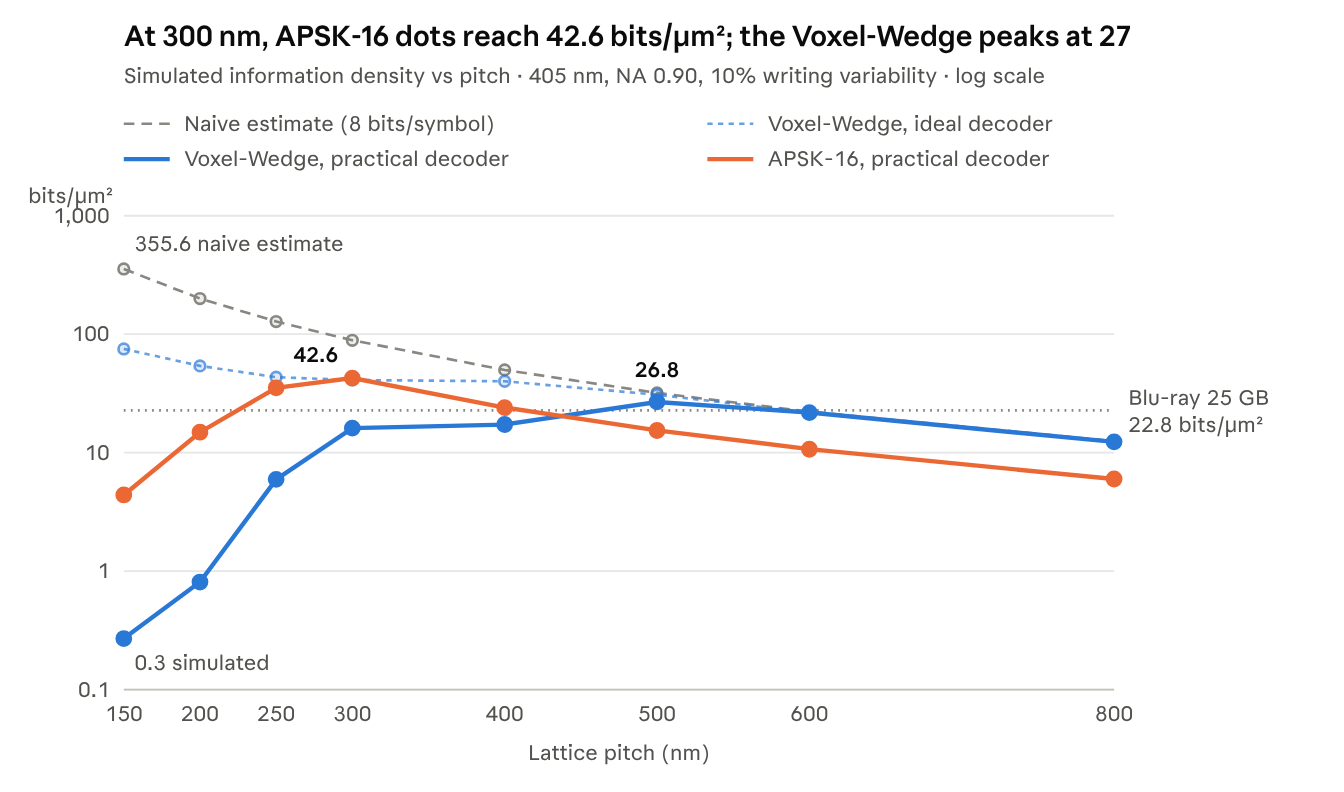 At 300 nm, APSK-16 dots reach 42.6 bits/µm²; the Voxel-Wedge peaks at 27
Simulated information density vs pitch · 405 nm, NA 0.90, 10% writing variability · log scale
Naive estimate (8 bits/symbol)
Voxel-Wedge, ideal decoder
Voxel-Wedge, practical decoder
APSK-16, practical decoder
bits/µm²
1,000
355.6 naive estimate
100
42.6
26.8
Blu-ray 25 GB
22.8 bits/µm²
10
1
0.3 simulated
0.1
150 200 250 300 400 500 600 800
Lattice pitch (nm)